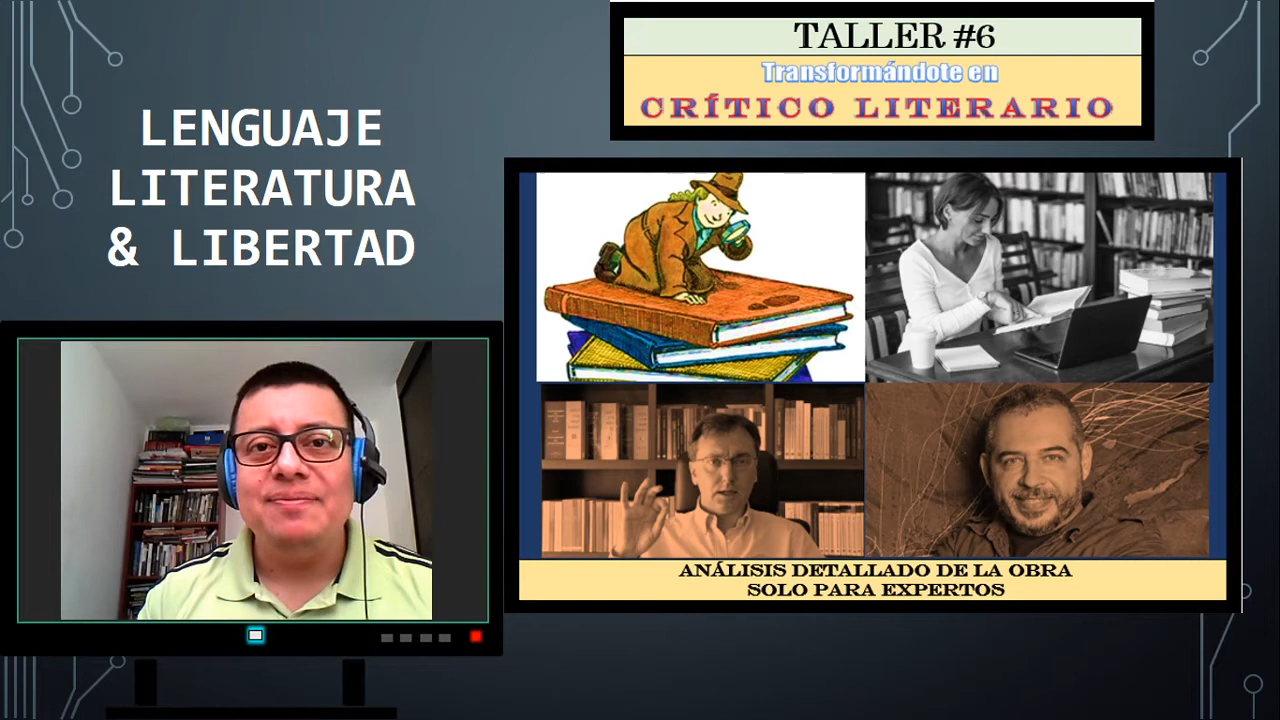 LENGUAJE
LITERATURA
& LIBERTAD
TALLER #6
Transformándote en
CRÍTICO LITERARIO
ANÁLISIS DETALLADO DE LA OBRA
SOLO PARA EXPERTOS